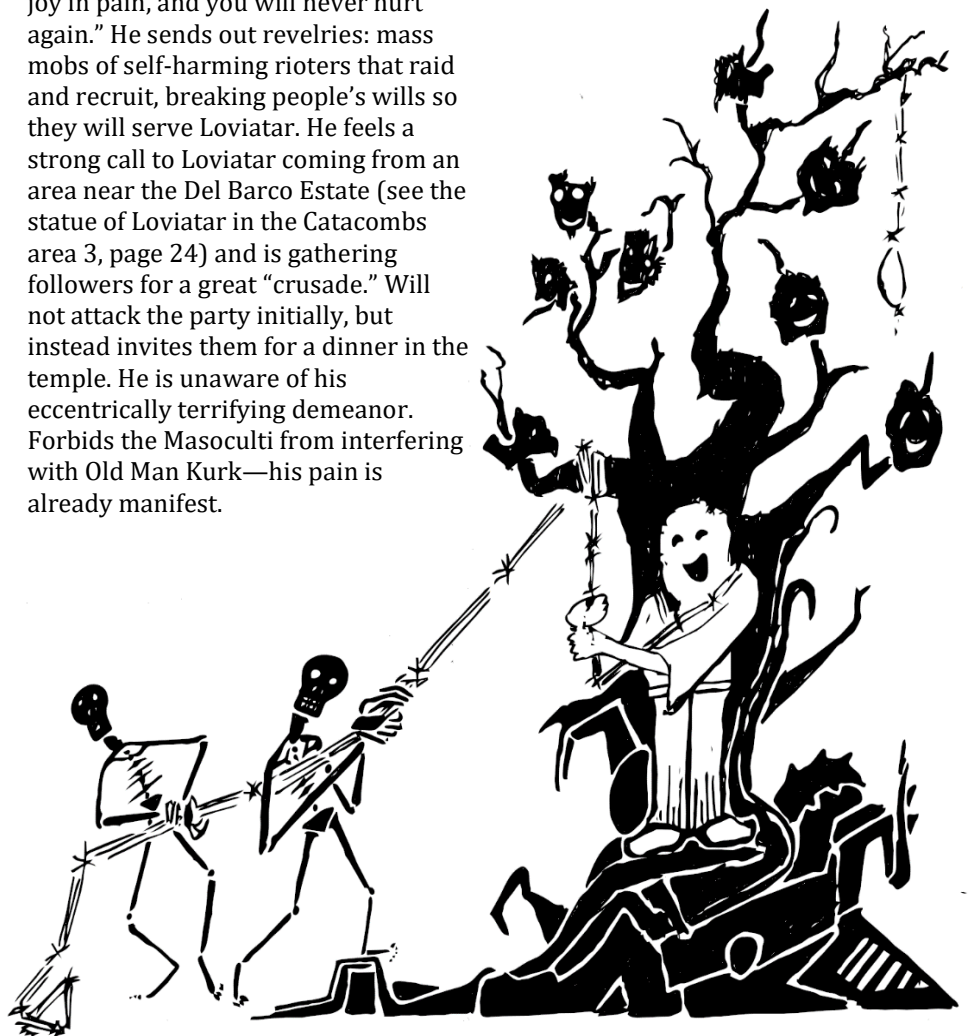 joy in pain, and you will never hurt
again.” He sends out revelries: mass
mobs of self-harming rioters that raid
and recruit, breaking people’s wills so
they will serve Loviatar. He feels a
strong call to Loviatar coming from an
area near the Del Barco Estate (see the
statue of Loviatar in the Catacombs
area 3, page 24) and is gathering
followers for a great “crusade.” Will
not attack the party initially, but
instead invites them for a dinner in the
temple. He is unaware of his
eccentrically terrifying demeanor.
Forbids the Masoculti from interfering
with Old Man Kurk—his pain is
already manifest.